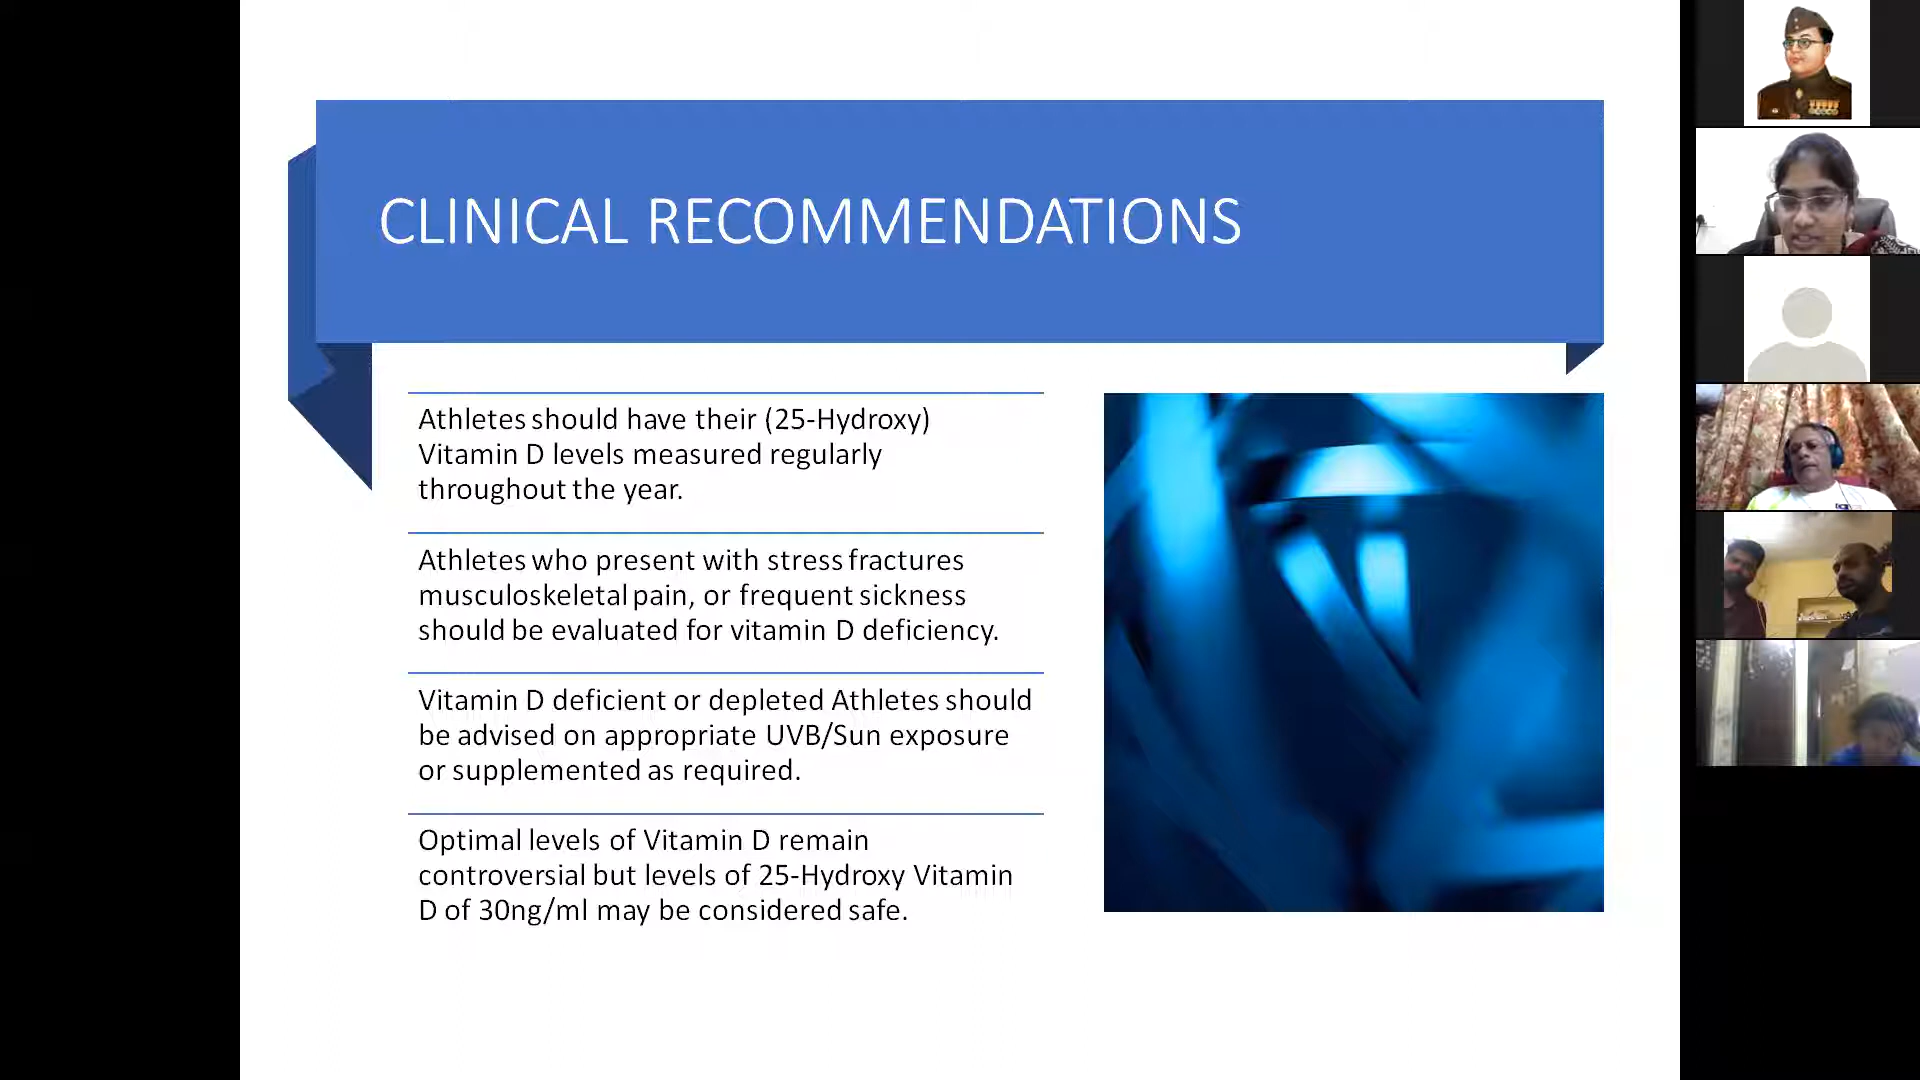 CLINICAL RECOMMENDATIONS
Athletes should have their (25-Hydroxy)
Vitamin D levels measured regularly
throughout the year.
Athletes who present with stress fractures
musculoskeletal pain, or frequent sickness
should be evaluated for vitamin D deficiency.
Vitamin D deficient or depleted Athletes should
be advised on appropriate UVB/Sun exposure
or supplemented as required.
Optimal levels of Vitamin D remain
controversial but levels of 25-Hydroxy Vitamin
D of 30ng/ml may be considered safe.